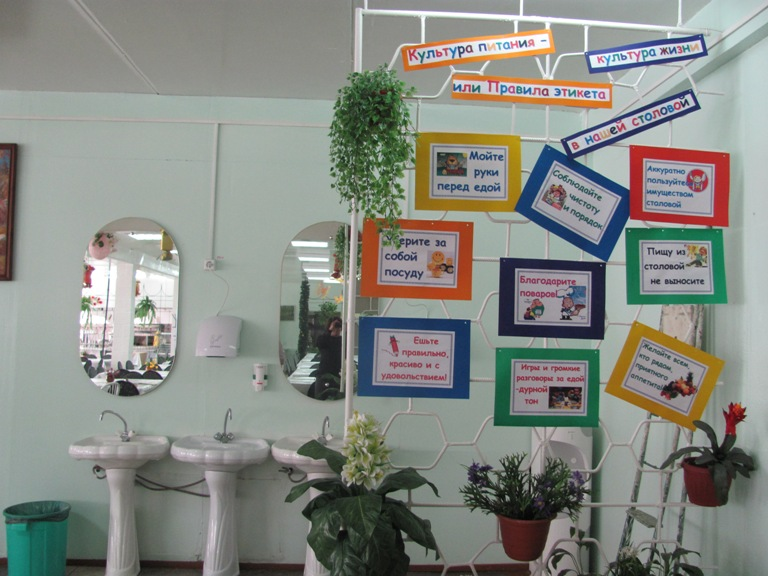 Культура питания –
культура жизни
или Правила этикета
в нашей столовой
Мойте
руки
перед едой
Соблюдайте
чистоту
и порядок
Аккуратно
имуществом
столовой
за
собой
посуду
Благодарите
поваров!
Пищу из
столовой
не выносите
Ешьте
правильно,
красиво и с
удовольствием!
Игры и громкие
разговоры за едой
-дурной
тон
Желайте всем,
кто рядом,
приятного
аппетита!